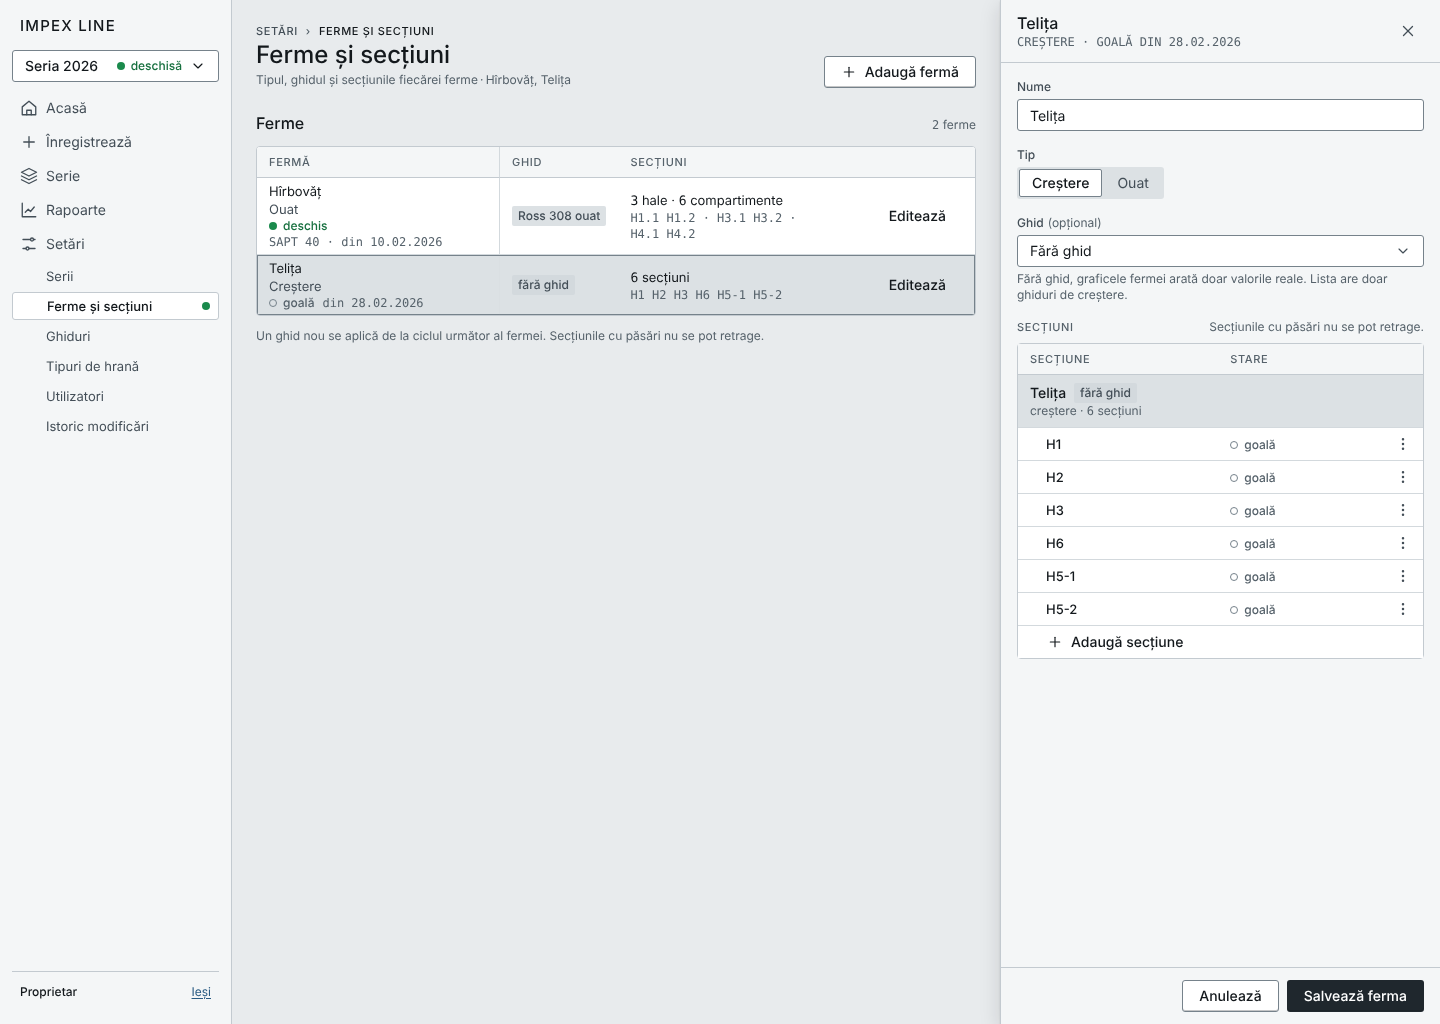 IMPEX LINE
Seria 2026 deschisă
Acasă
Înregistrează
Serie
Rapoarte
Setări
Serii
Ferme și secțiuni
Ghiduri
Tipuri de hrană
Utilizatori
Istoric modificări
Proprietar Ieși
SETĂRI › FERME ȘI SECȚIUNI
Ferme și secțiuni
Tipul, ghidul și secțiunile fiecărei ferme · Hîrbovăț, Telița
Adaugă fermă
Ferme 2 ferme
FERMĂ GHID SECȚIUNI
Hîrbovăț
Ouat
deschis
SAPT 40 · din 10.02.2026
Ross 308 ouat
3 hale · 6 compartimente
H1.1 H1.2 · H3.1 H3.2 ·
H4.1 H4.2
Editează
Telița
Creștere
goală din 28.02.2026
fără ghid
6 secțiuni
H1 H2 H3 H6 H5-1 H5-2
Editează
Un ghid nou se aplică de la ciclul următor al fermei. Secțiunile cu păsări nu se pot retrage.
Telița
CREȘTERE · GOALĂ DIN 28.02.2026
Nume
Telița
Tip
Creștere Ouat
Ghid (opțional)
Fără ghid
Fără ghid, graficele fermei arată doar valorile reale. Lista are doar
ghiduri de creștere.
SECȚIUNI Secțiunile cu păsări nu se pot retrage.
SECȚIUNE STARE
Telița fără ghid
creștere · 6 secțiuni
H1 goală
H2 goală
H3 goală
H6 goală
H5-1 goală
H5-2 goală
Adaugă secțiune
Anulează Salvează ferma